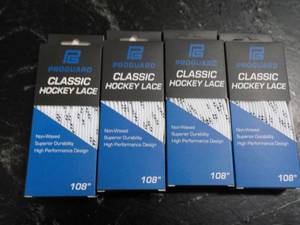 PROGUARD
CLASSIC
HOCKEY LACE
Non-Waxed
Superior Durability
High Performance Design
108"
PROGUARD
CLASSIC
HOCKEY LACE
Non-Waxed
Superior Durability
High Performance Design
108"
PROGUARD
CLASSIC
HOCKEY LACE
Non-Waxed
Superior Durability
High Performance Design
108"
PROGUARD
CLASSIC
HOCKEY LACE
Non-Waxed
Superior Durability
High Performance Design
108"